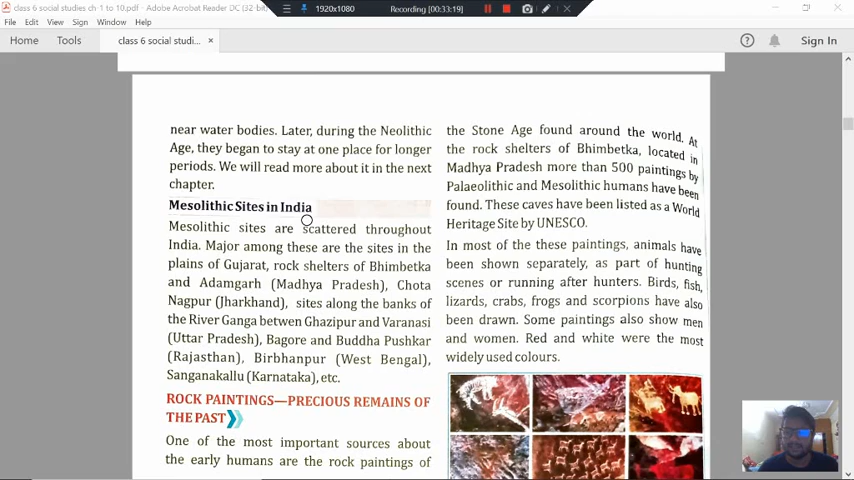 class 6 social studies ch-1 to 10.pdf - Adobe Acrobat Reader DC (32-bit)
1920x1080
Recording [00:33:19]
File Edit View Sign Window Help
Home Tools class 6 social studi... × Sign In
near water bodies. Later, during the Neolithic
Age, they began to stay at one place for longer
periods. We will read more about it in the next
chapter.
Mesolithic Sites in India
Mesolithic sites are scattered throughout
India. Major among these are the sites in the
plains of Gujarat, rock shelters of Bhimbetka
and Adamgarh (Madhya Pradesh), Chota
Nagpur (Jharkhand), sites along the banks of
the River Ganga betwen Ghazipur and Varanasi
(Uttar Pradesh), Bagore and Buddha Pushkar
(Rajasthan), Birbhanpur (West Bengal),
Sanganakallu (Karnataka), etc.
ROCK PAINTINGS—PRECIOUS REMAINS OF
THE PAST
One of the most important sources about
the early humans are the rock paintings of
the Stone Age found around the world. At
the rock shelters of Bhimbetka, located in
Madhya Pradesh more than 500 paintings by
Palaeolithic and Mesolithic humans have been
found. These caves have been listed as a World
Heritage Site by UNESCO.
In most of the these paintings, animals have
been shown separately, as part of hunting
scenes or running after hunters. Birds, fish,
lizards, crabs, frogs and scorpions have also
been drawn. Some paintings also show men
and women. Red and white were the most
widely used colours.